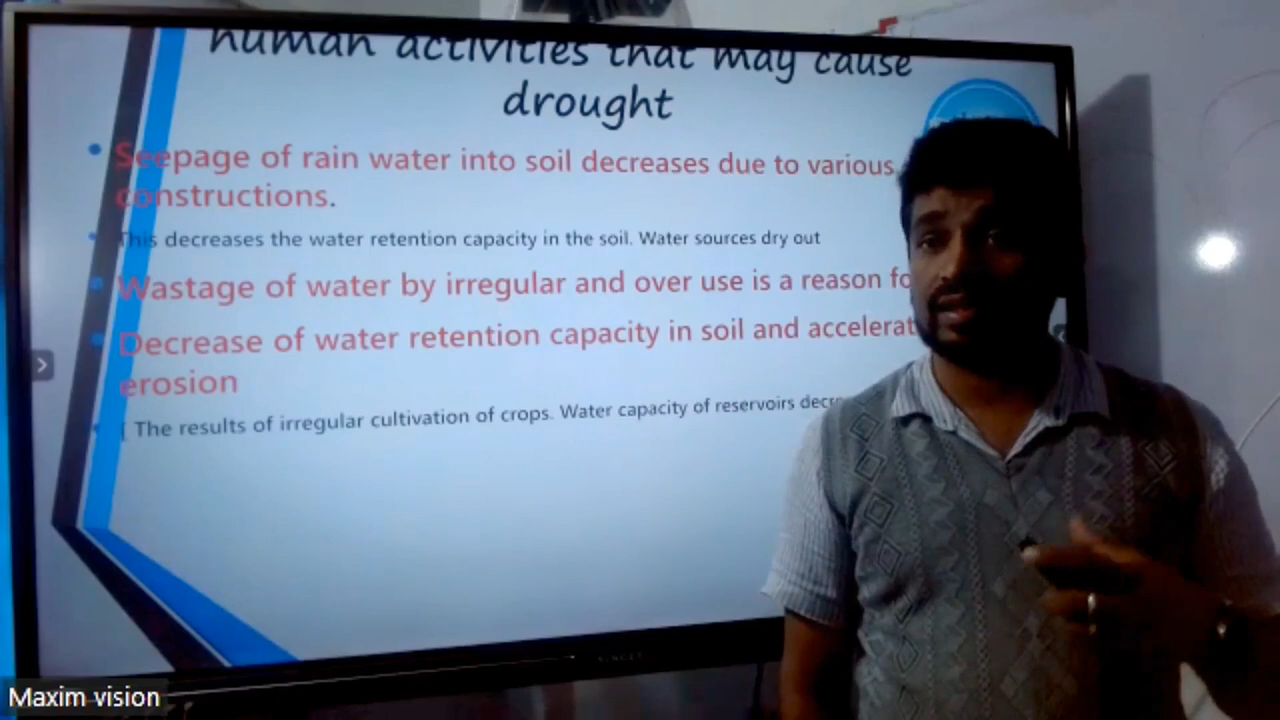 human activities that may cause
drought
Seepage of rain water into soil decreases due to various
constructions.
This decreases the water retention capacity in the soil. Water sources dry out
Wastage of water by irregular and over use is a reason
Decrease of water retention capacity in soil and
erosion
[ The results of irregular cultivation of crops. Water capacity of reservoirs
SINGER
Maxim vision